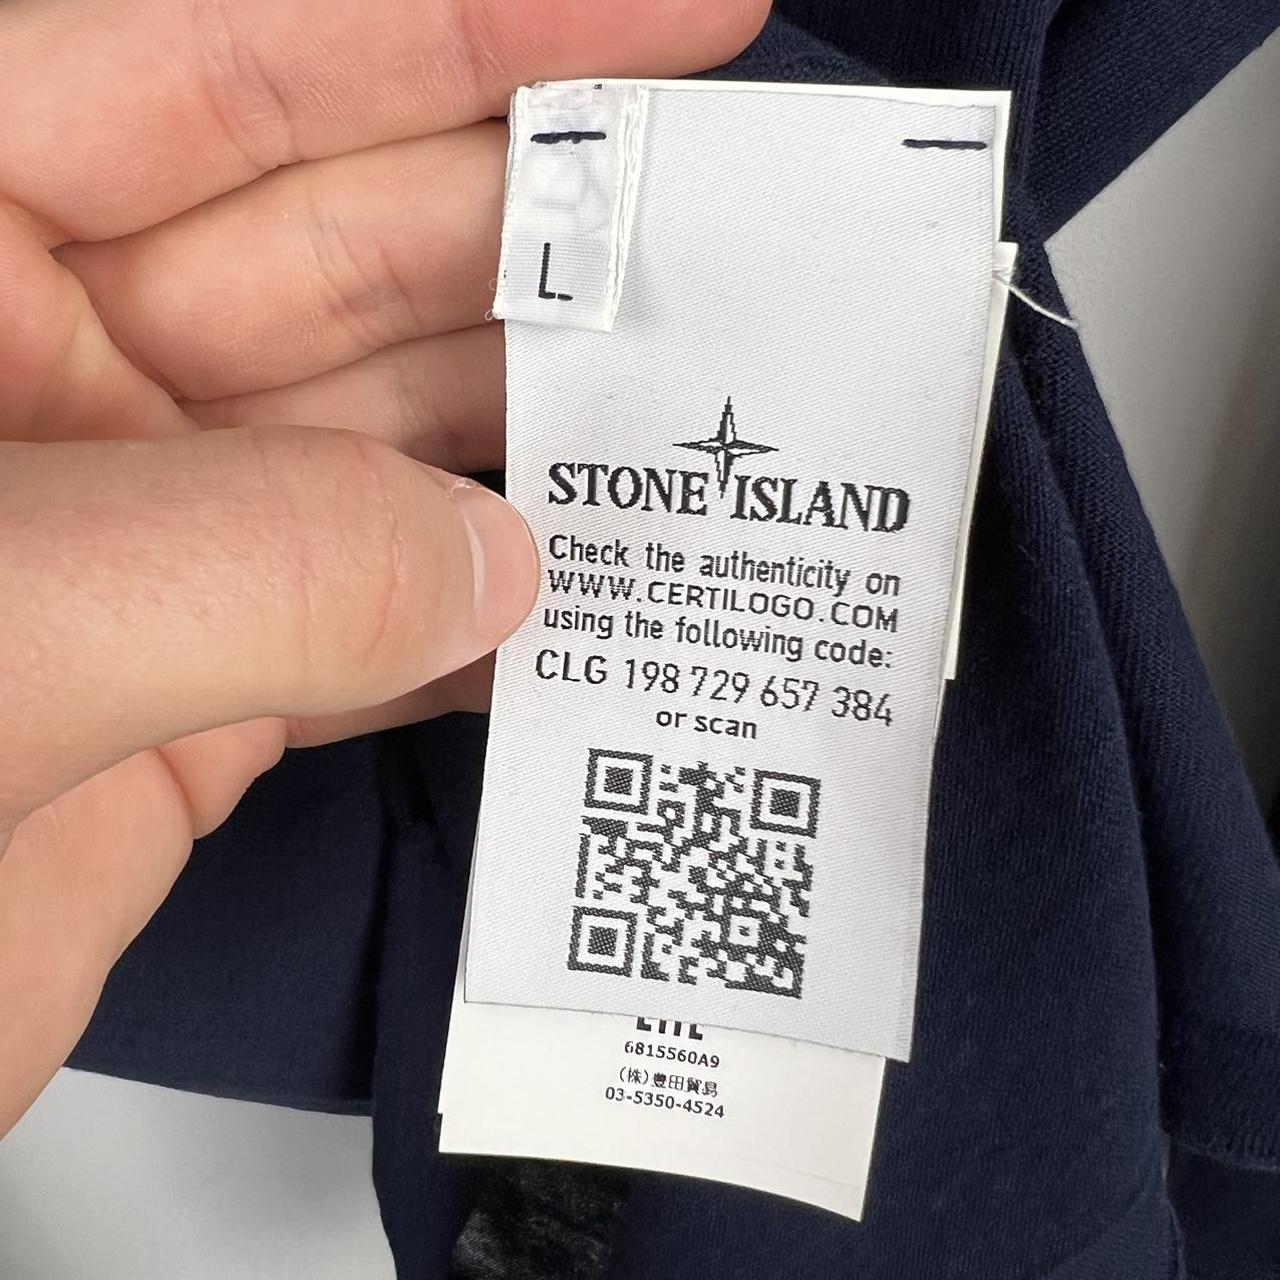 L
STONE ISLAND
Check the authenticity on
WWW.CERTILOGO.COM
using the following code:
CLG 198 729 657 384
or scan
6815560A9
(株)豊田貿易
03-5350-4524